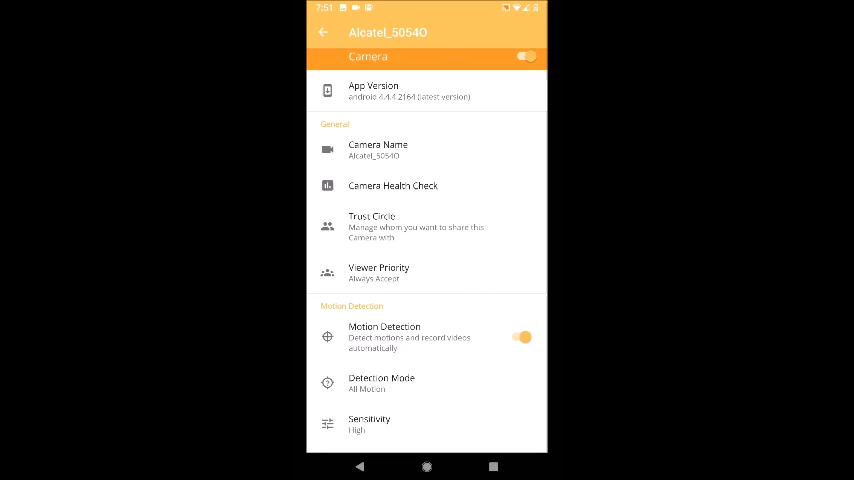 7:51
Alcatel_5054O
Camera
App Version
android 4.4.4.2164 (latest version)
General
Camera Name
Alcatel_5054O
Camera Health Check
Trust Circle
Manage whom you want to share this
Camera with
Viewer Priority
Always Accept
Motion Detection
Motion Detection
Detect motions and record videos
automatically
Detection Mode
All Motion
Sensitivity
High